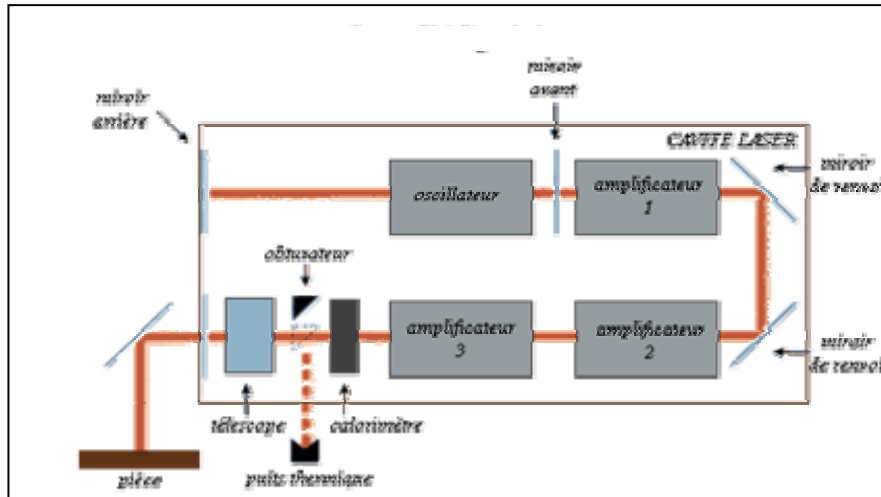 miroir
avant
miroir
arrière
CAVITE LASER
miroir
de renvoi
oscillateur
amplificateur
1
obturateur
amplificateur
3
amplificateur
2
miroir
de renvoi
télescope
calorimètre
pièce
puits thermique